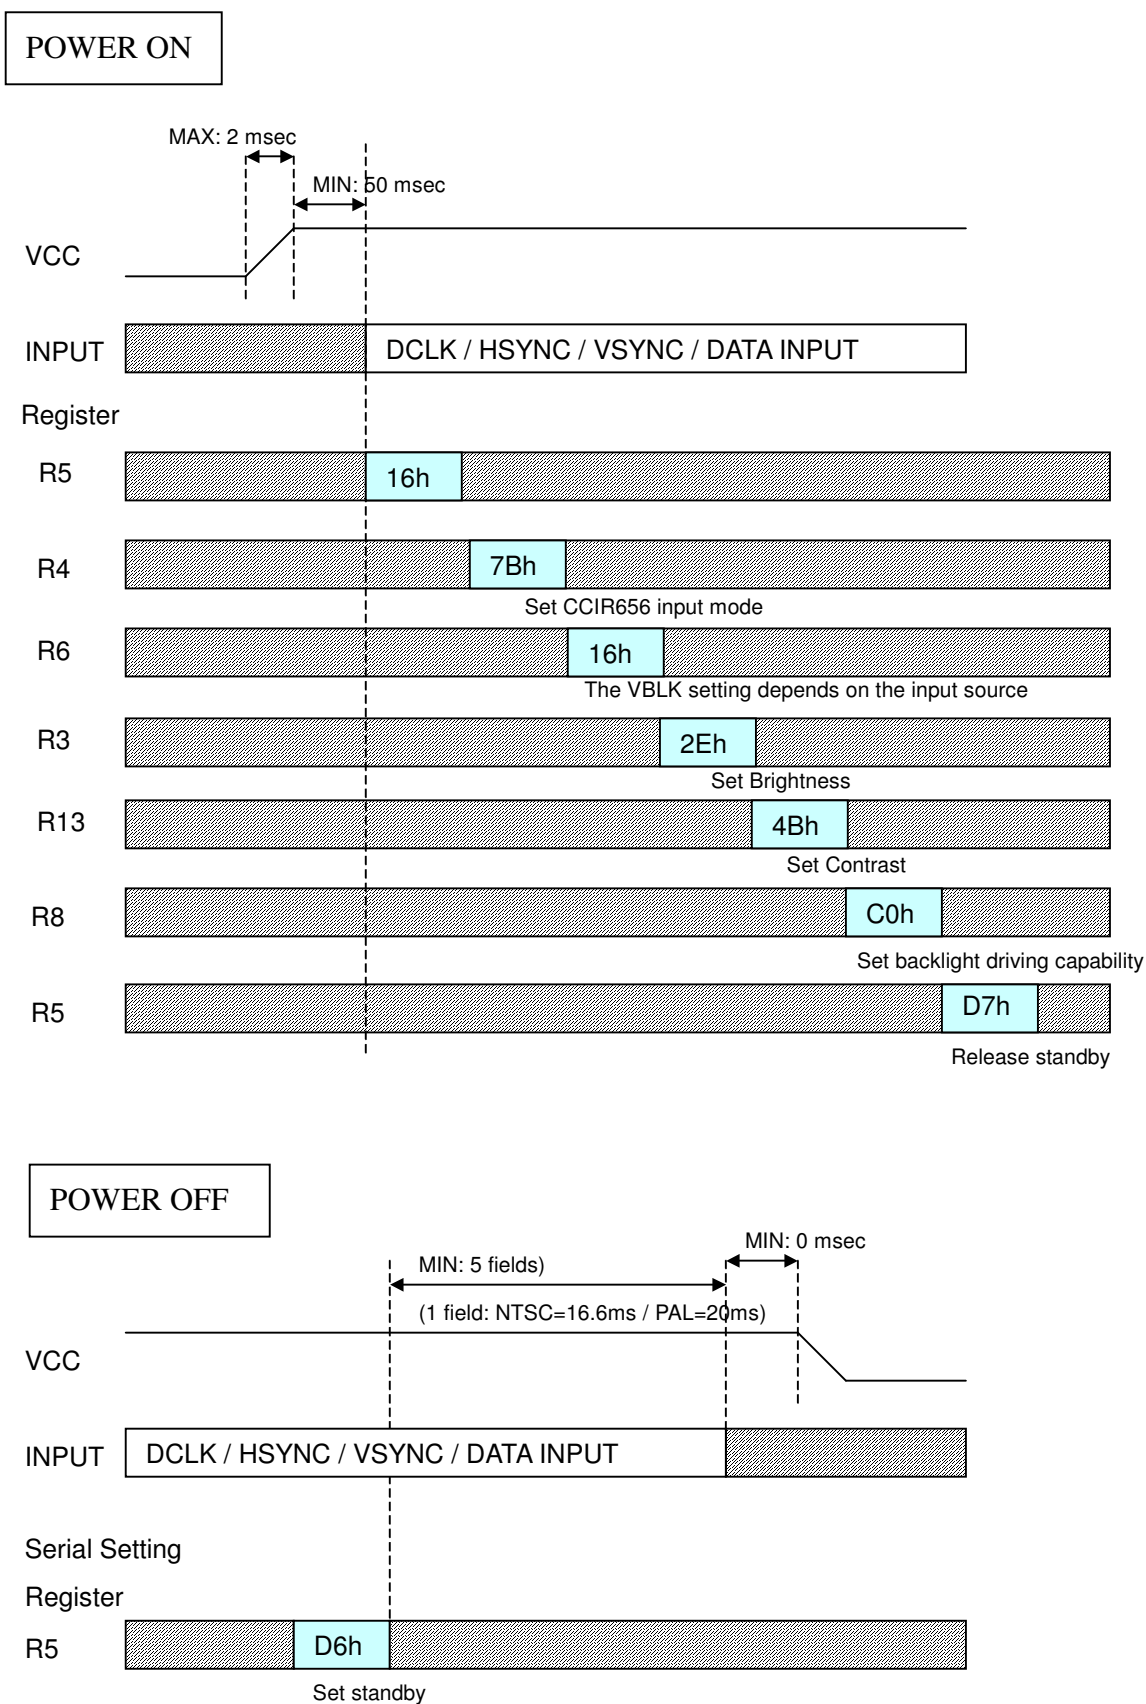 POWER ON
MAX: 2 msec
MIN: 50 msec
VCC
INPUT
DCLK / HSYNC / VSYNC / DATA INPUT
Register
R5
16h
R4
7Bh
Set CCIR656 input mode
R6
16h
The VBLK setting depends on the input source
R3
2Eh
Set Brightness
R13
4Bh
Set Contrast
R8
C0h
Set backlight driving capability
R5
D7h
Release standby
POWER OFF
MIN: 0 msec
MIN: 5 fields)
(1 field: NTSC=16.6ms / PAL=20ms)
VCC
INPUT
DCLK / HSYNC / VSYNC / DATA INPUT
Serial Setting
Register
R5
D6h
Set standby